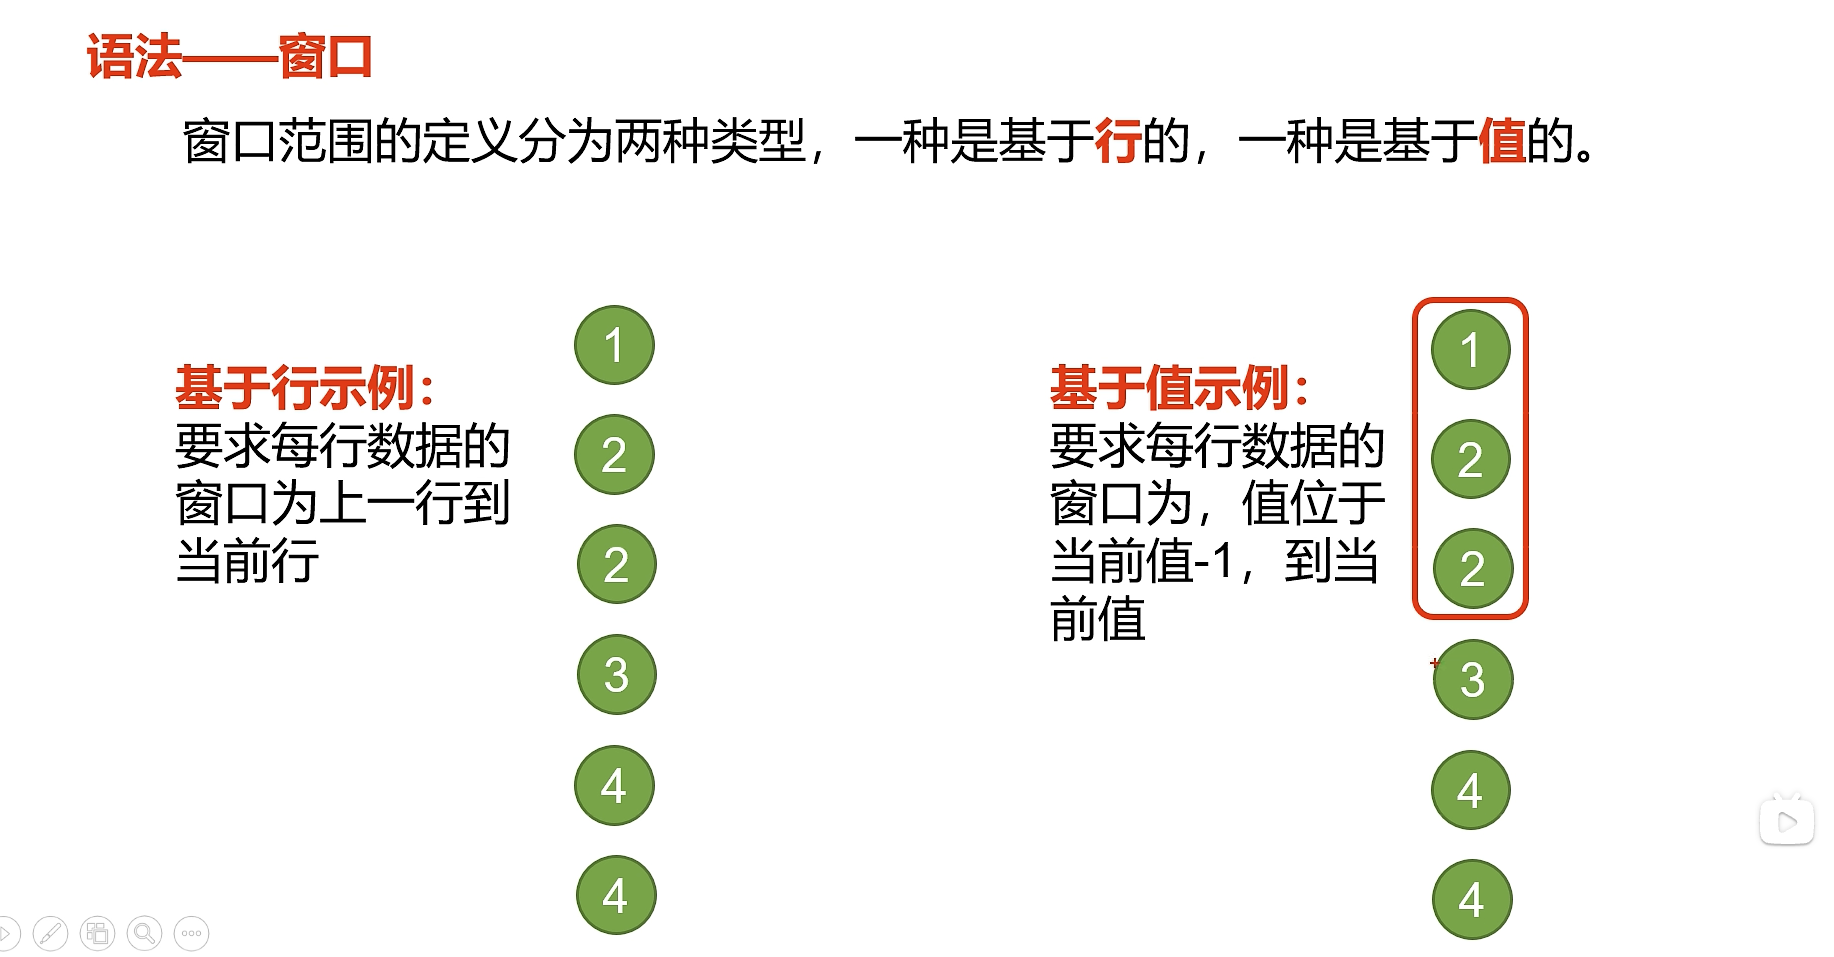 语法——窗口
窗口范围的定义分为两种类型，一种是基于行的，一种是基于值的。
基于行示例：
要求每行数据的
窗口为上一行到
当前行
1
2
2
3
4
4
基于值示例：
要求每行数据的
窗口为，值位于
当前值-1，到当
前值
1
2
2
3
4
4